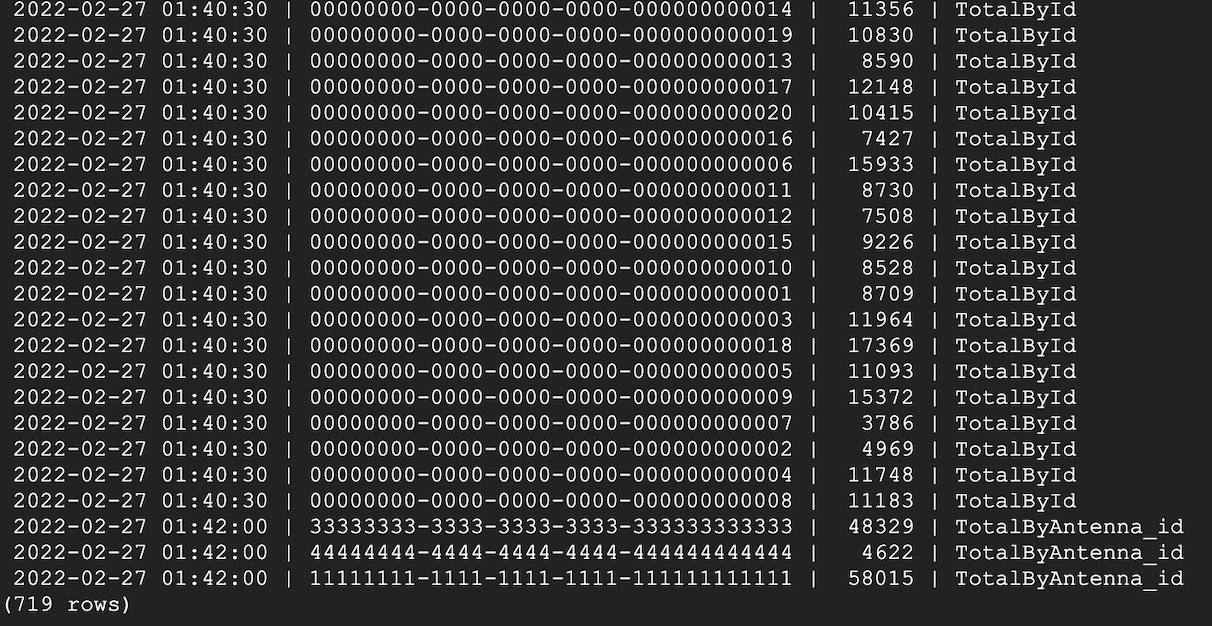 2022-02-27 01:40:30 | 00000000-0000-0000-0000-000000000014 | 11356 | TotalById
2022-02-27 01:40:30 | 00000000-0000-0000-0000-000000000019 | 10830 | TotalById
2022-02-27 01:40:30 | 00000000-0000-0000-0000-000000000013 | 8590 | TotalById
2022-02-27 01:40:30 | 00000000-0000-0000-0000-000000000017 | 12148 | TotalById
2022-02-27 01:40:30 | 00000000-0000-0000-0000-000000000020 | 10415 | TotalById
2022-02-27 01:40:30 | 00000000-0000-0000-0000-000000000016 | 7427 | TotalById
2022-02-27 01:40:30 | 00000000-0000-0000-0000-000000000006 | 15933 | TotalById
2022-02-27 01:40:30 | 00000000-0000-0000-0000-000000000011 | 8730 | TotalById
2022-02-27 01:40:30 | 00000000-0000-0000-0000-000000000012 | 7508 | TotalById
2022-02-27 01:40:30 | 00000000-0000-0000-0000-000000000015 | 9226 | TotalById
2022-02-27 01:40:30 | 00000000-0000-0000-0000-000000000010 | 8528 | TotalById
2022-02-27 01:40:30 | 00000000-0000-0000-0000-000000000001 | 8709 | TotalById
2022-02-27 01:40:30 | 00000000-0000-0000-0000-000000000003 | 11964 | TotalById
2022-02-27 01:40:30 | 00000000-0000-0000-0000-000000000018 | 17369 | TotalById
2022-02-27 01:40:30 | 00000000-0000-0000-0000-000000000005 | 11093 | TotalById
2022-02-27 01:40:30 | 00000000-0000-0000-0000-000000000009 | 15372 | TotalById
2022-02-27 01:40:30 | 00000000-0000-0000-0000-000000000007 | 3786 | TotalById
2022-02-27 01:40:30 | 00000000-0000-0000-0000-000000000002 | 4969 | TotalById
2022-02-27 01:40:30 | 00000000-0000-0000-0000-000000000004 | 11748 | TotalById
2022-02-27 01:40:30 | 00000000-0000-0000-0000-000000000008 | 11183 | TotalById
2022-02-27 01:42:00 | 33333333-3333-3333-3333-333333333333 | 48329 | TotalByAntenna_id
2022-02-27 01:42:00 | 44444444-4444-4444-4444-444444444444 | 4622 | TotalByAntenna_id
2022-02-27 01:42:00 | 11111111-1111-1111-1111-111111111111 | 58015 | TotalByAntenna_id
(719 rows)